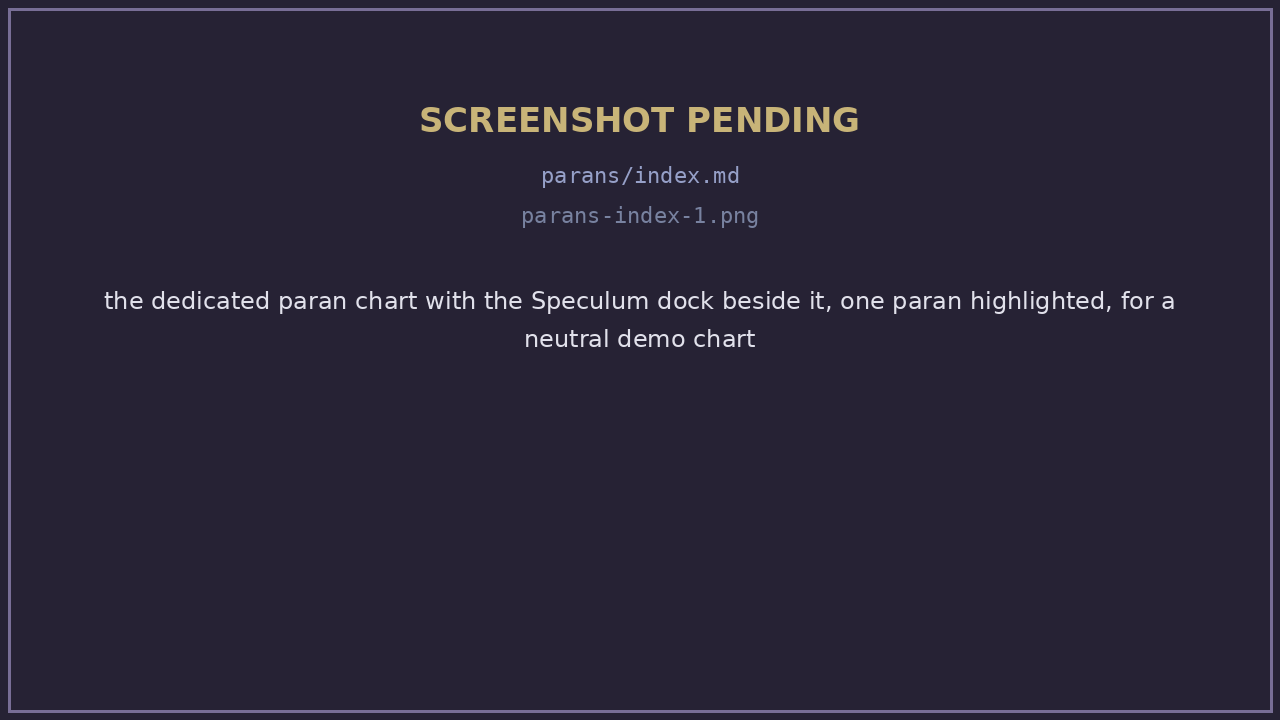 SCREENSHOT PENDING
parans/index.md
parans-index-1.png
the dedicated paran chart with the Speculum dock beside it, one paran highlighted, for a
neutral demo chart